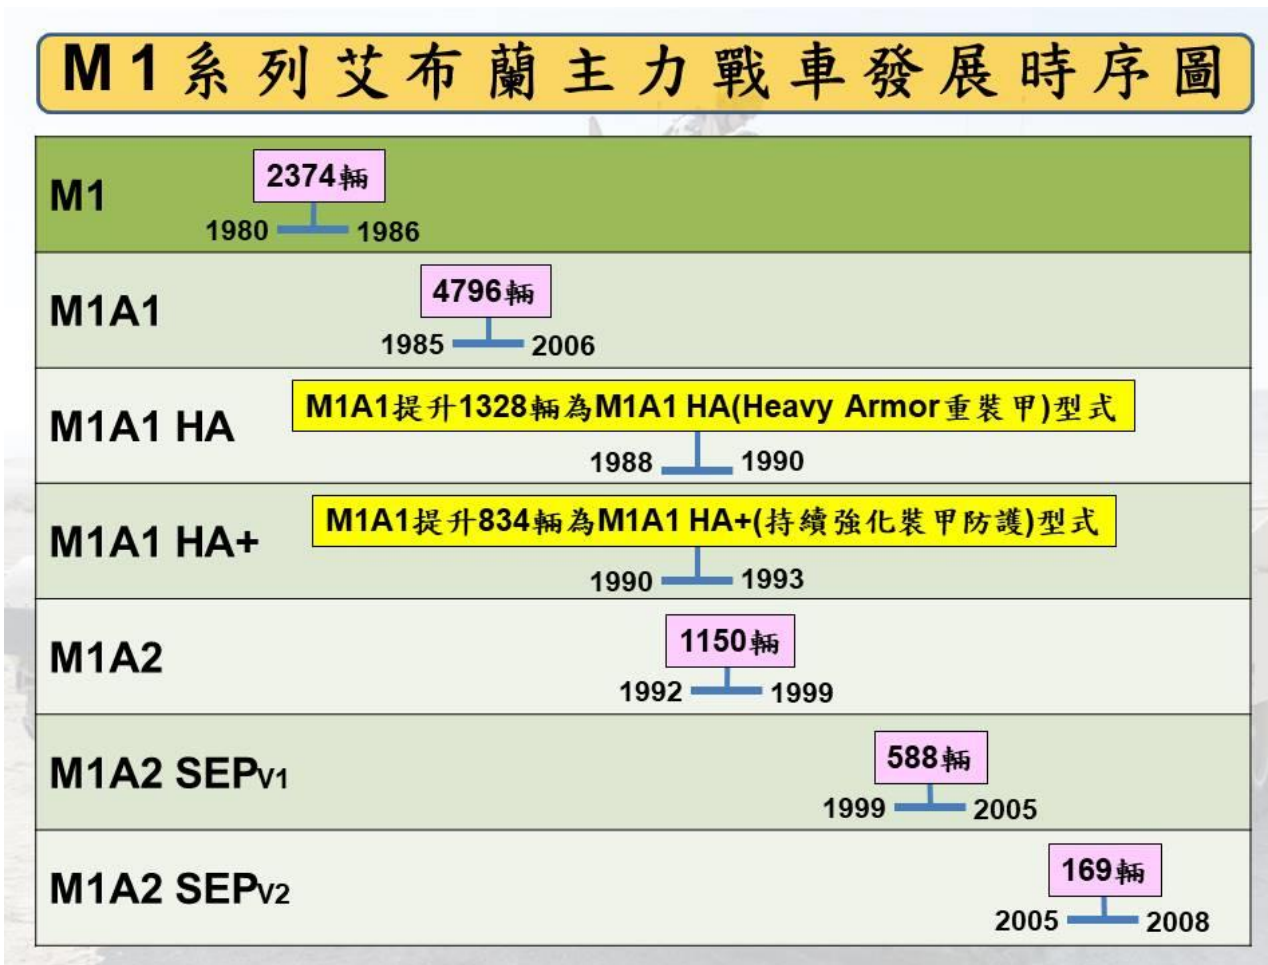 M1系列艾布蘭主力戰車發展時序圖
M1
2374輛
1980 1986
M1A1
4796輛
1985 2006
M1A1 HA
M1A1提升1328輛為M1A1 HA(Heavy Armor重裝甲)型式
1988 1990
M1A1 HA+
M1A1提升834輛為M1A1 HA+(持續強化裝甲防護)型式
1990 1993
M1A2
1150輛
1992 1999
M1A2 SEPV1
588輛
1999 2005
M1A2 SEPV2
169輛
2005 2008